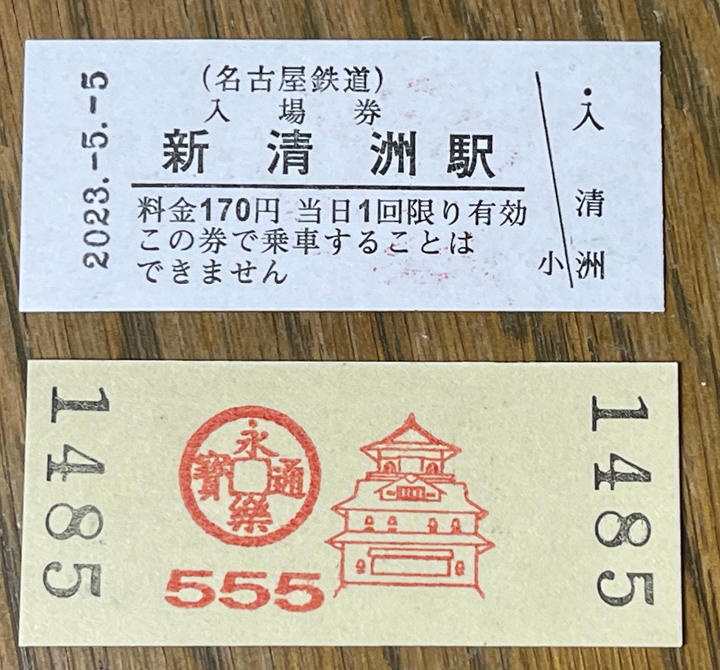 2023.-5.-5
(名古屋鉄道)
入場券
新清洲駅
料金170円 当日1回限り有効
この券で乗車することは
できません
・入
清
洲
小
1485
永樂通寶
555
1485